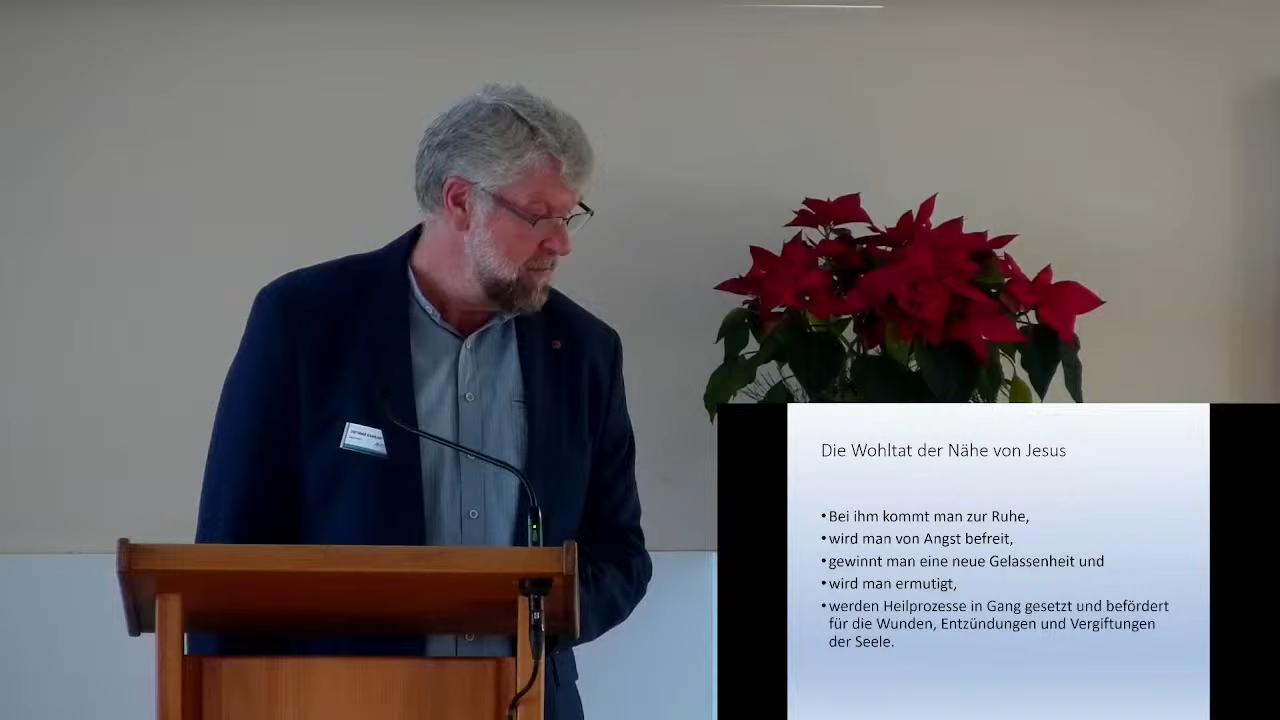 Die Wohltat der Nähe von Jesus
•Bei ihm kommt man zur Ruhe,
•wird man von Angst befreit,
•gewinnt man eine neue Gelassenheit und
•wird man ermutigt,
•werden Heilprozesse in Gang gesetzt und befördert
für die Wunden, Entzündungen und Vergiftungen
der Seele.